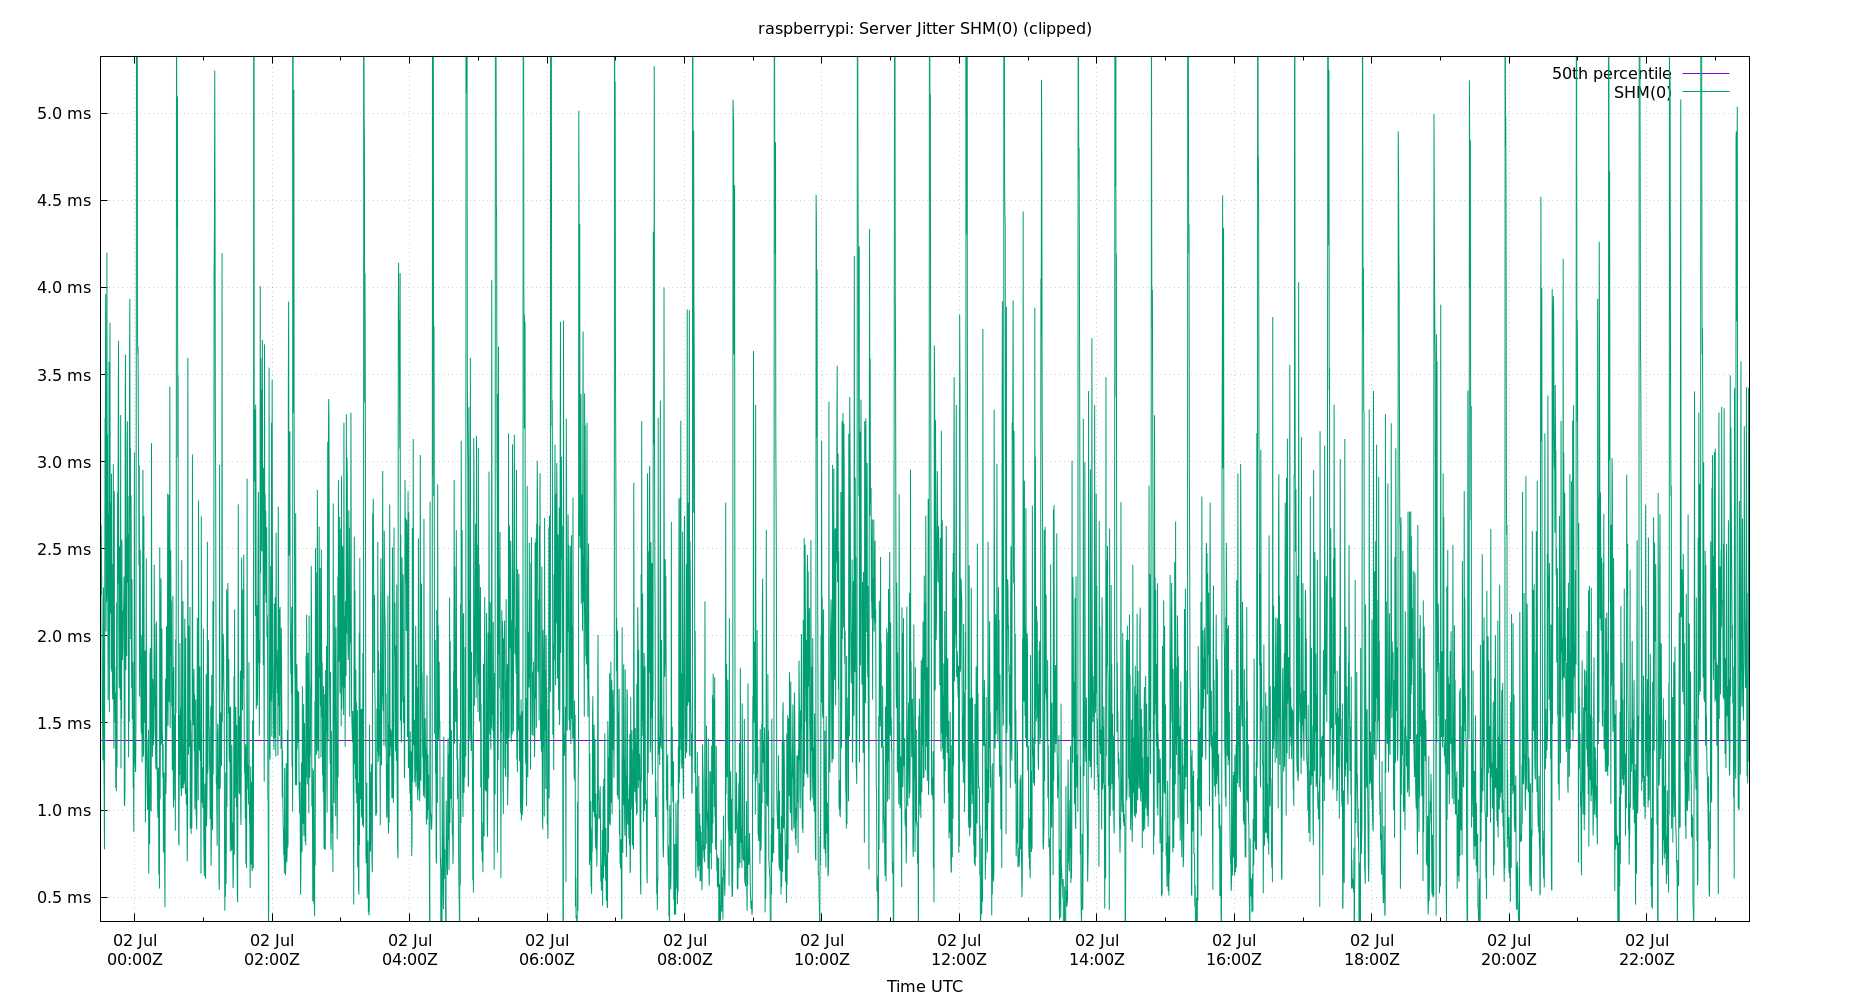 raspberrypi: Server Jitter SHM(0) (clipped)
50th percentile
SHM(0)
5.0 ms
4.5 ms
4.0 ms
3.5 ms
3.0 ms
2.5 ms
2.0 ms
1.5 ms
1.0 ms
0.5 ms
02 Jul 02 Jul 02 Jul 02 Jul 02 Jul 02 Jul 02 Jul 02 Jul 02 Jul 02 Jul 02 Jul 02 Jul
00:00Z 02:00Z 04:00Z 06:00Z 08:00Z 10:00Z 12:00Z 14:00Z 16:00Z 18:00Z 20:00Z 22:00Z
Time UTC